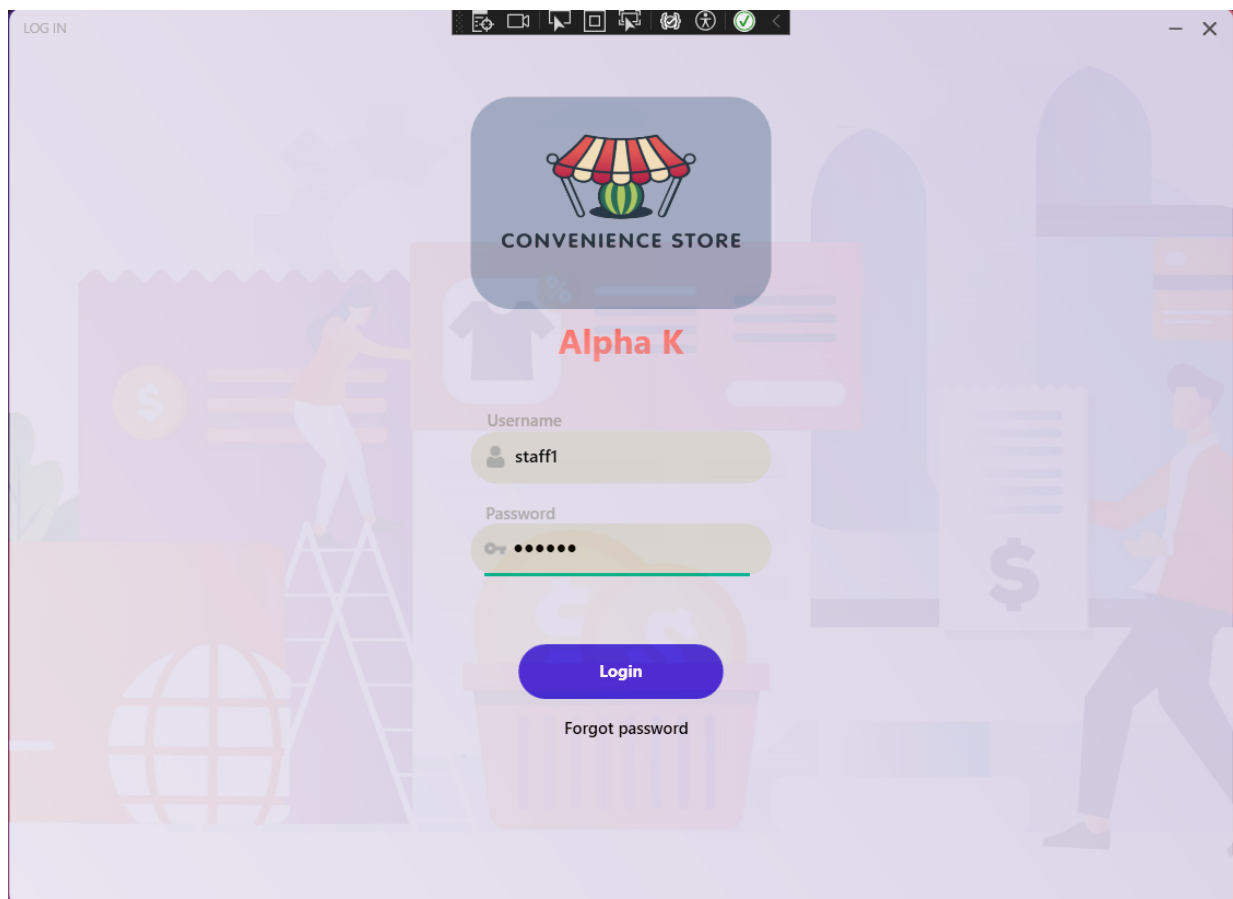 LOG IN
CONVENIENCE STORE
%
Alpha K
$
Username
staff1
Password
••••••
$
Login
Forgot password